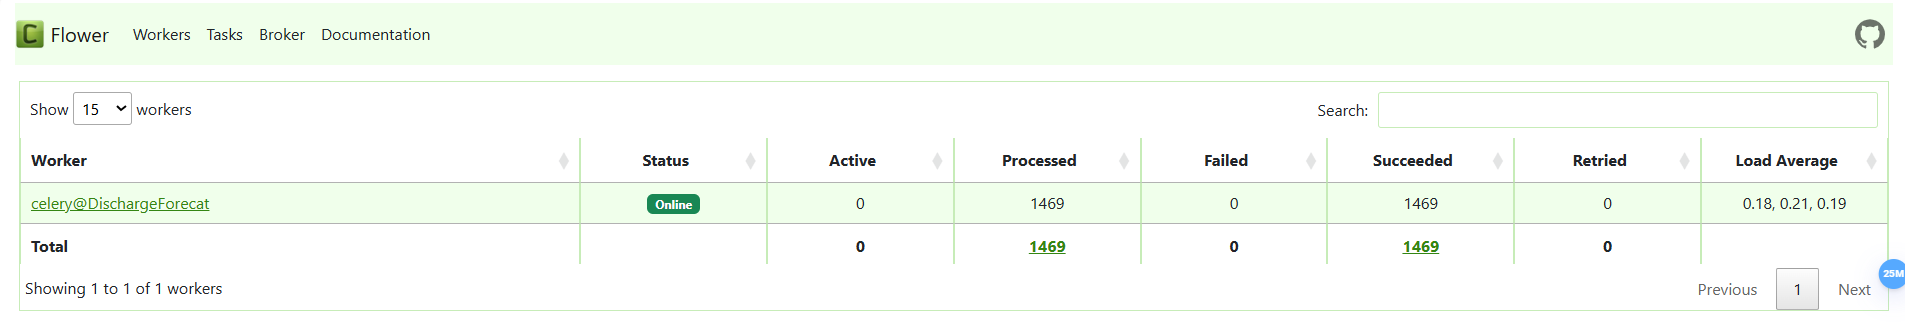 C Flower Workers Tasks Broker Documentation
Show 15 workers Search:
Worker Status Active Processed Failed Succeeded Retried Load Average
celery@DischargeForecat Online 0 1469 0 1469 0 0.18, 0.21, 0.19
Total 0 1469 0 1469 0
Showing 1 to 1 of 1 workers Previous 1 Next
25M